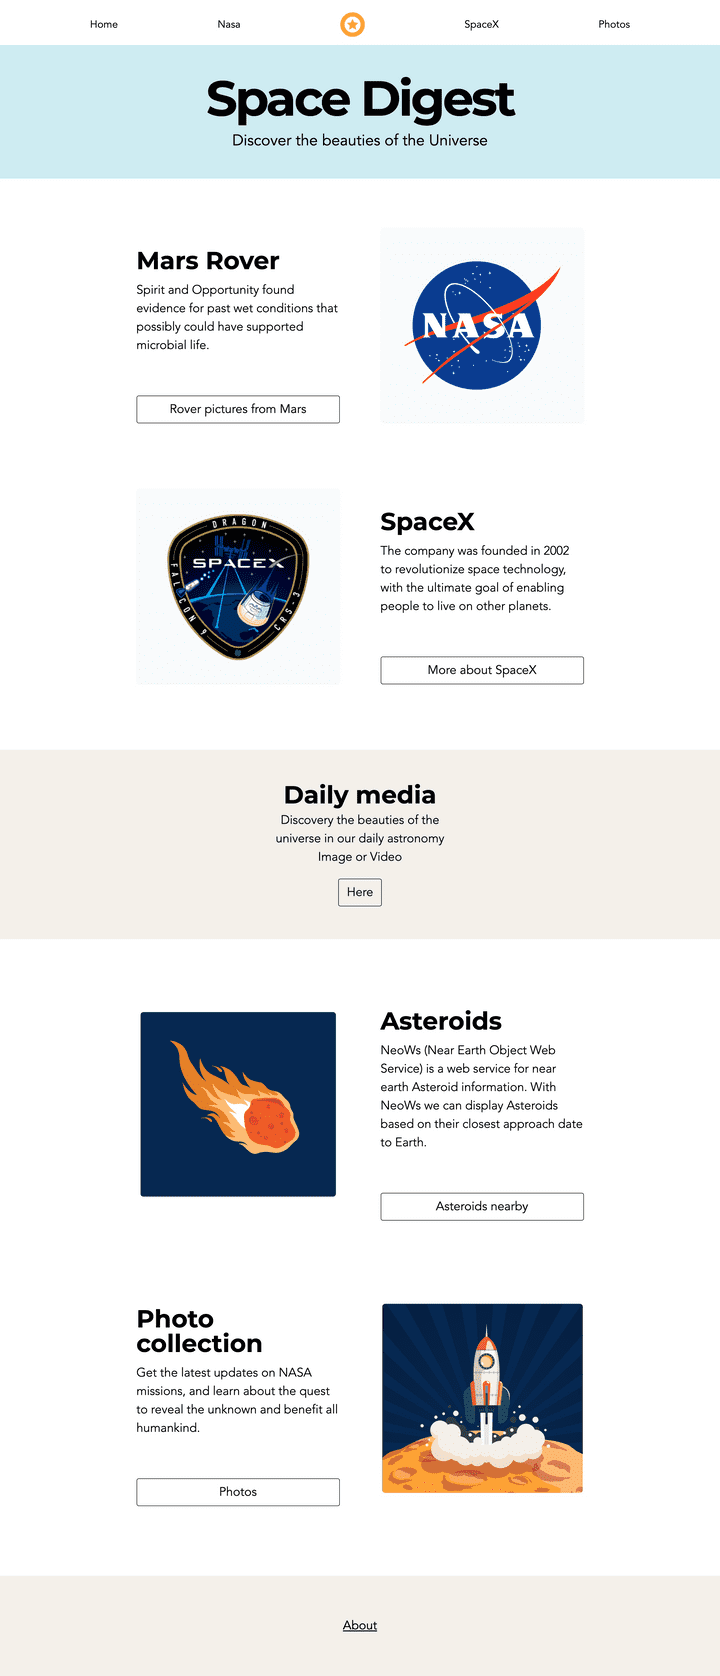 Home Nasa SpaceX Photos
Space Digest
Discover the beauties of the Universe
Mars Rover
Spirit and Opportunity found
evidence for past wet conditions that
possibly could have supported
microbial life.
Rover pictures from Mars
NASA
DRAGON
SPACEX
FALCON 9
CRS-3
SpaceX
The company was founded in 2002
to revolutionize space technology,
with the ultimate goal of enabling
people to live on other planets.
More about SpaceX
Daily media
Discovery the beauties of the
universe in our daily astronomy
Image or Video
Here
Asteroids
NeoWs (Near Earth Object Web
Service) is a web service for near
earth Asteroid information. With
NeoWs we can display Asteroids
based on their closest approach date
to Earth.
Asteroids nearby
Photo
collection
Get the latest updates on NASA
missions, and learn about the quest
to reveal the unknown and benefit all
humankind.
Photos
About